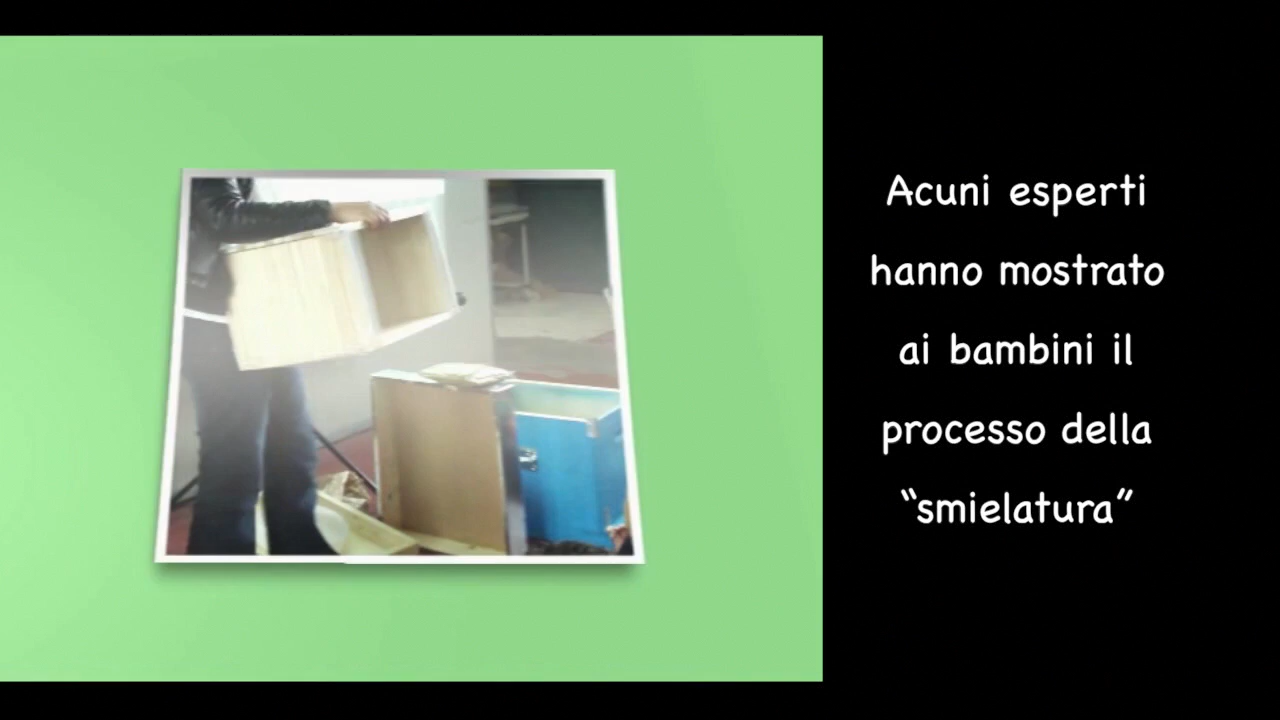 Acuni esperti
hanno mostrato
ai bambini il
processo della
“smielatura”